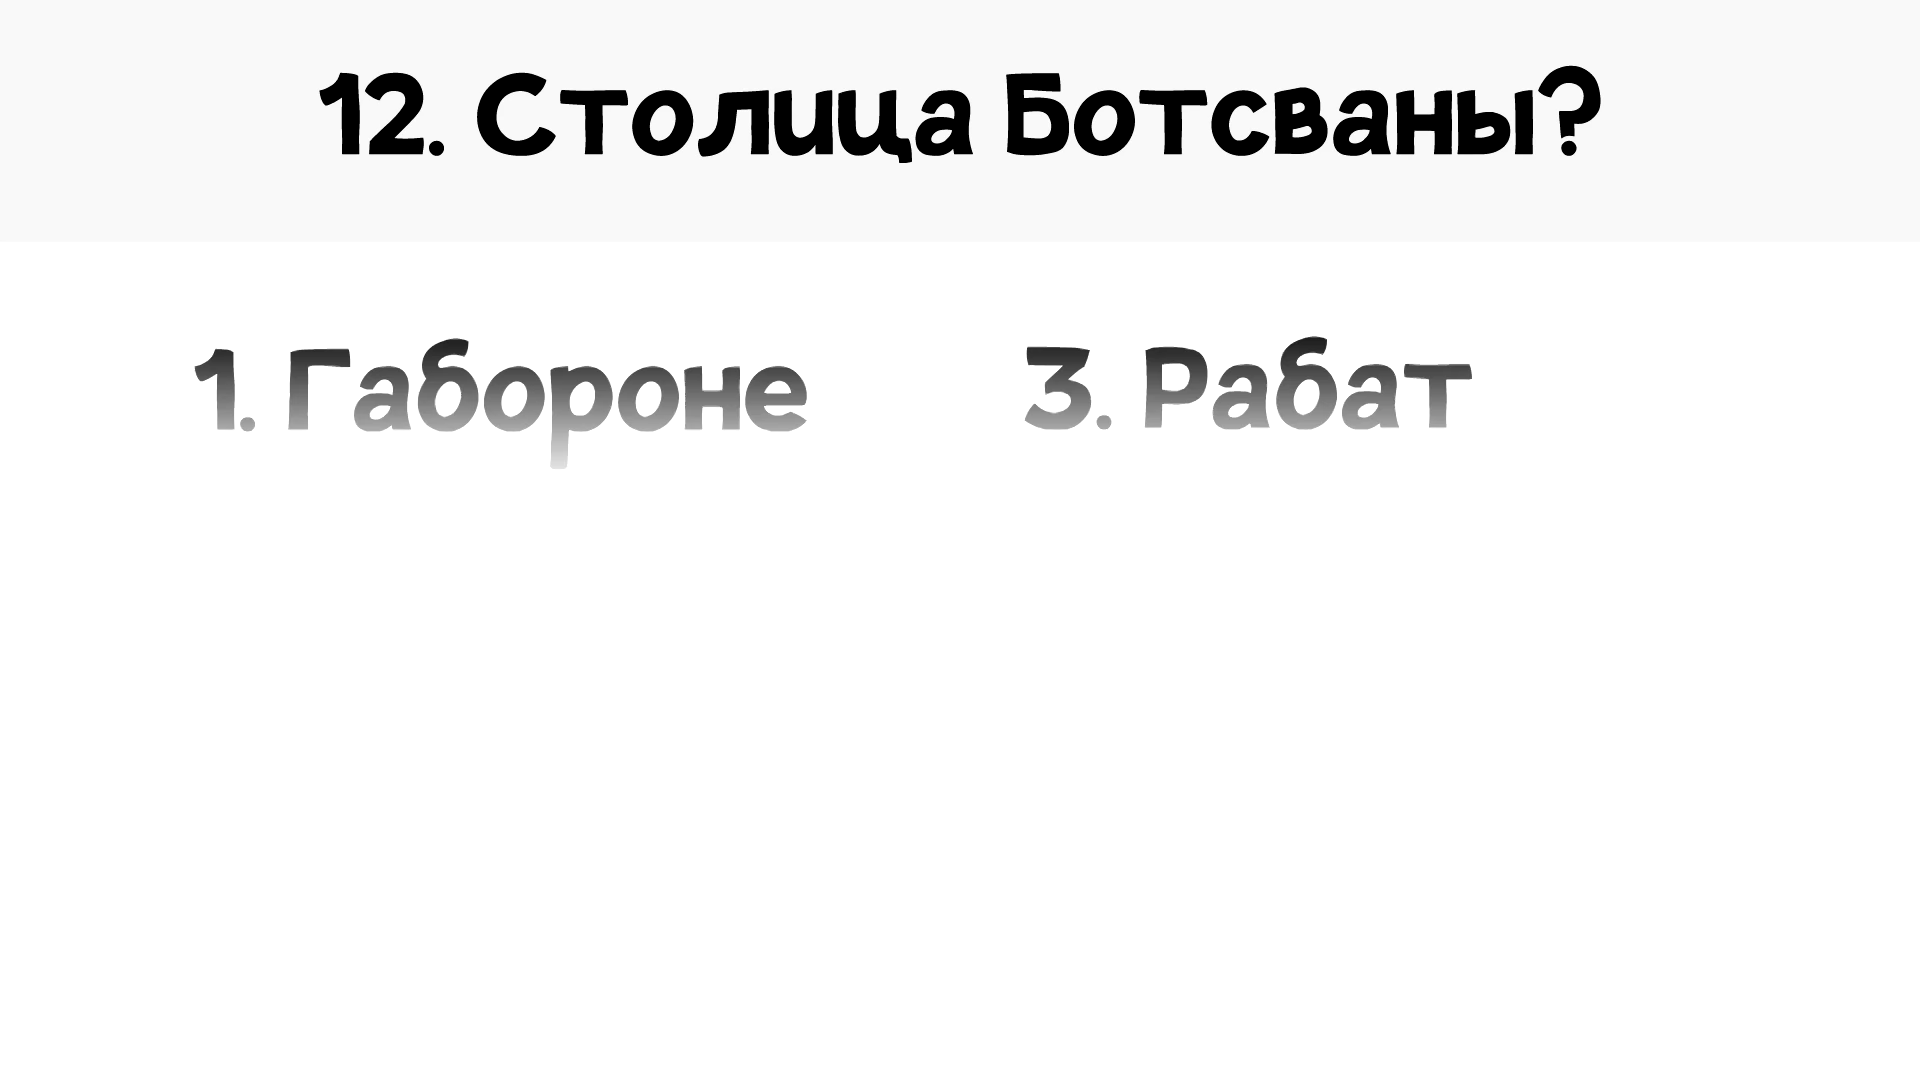 12. Столица Ботсваны?
1. Габороне
3. Рабат